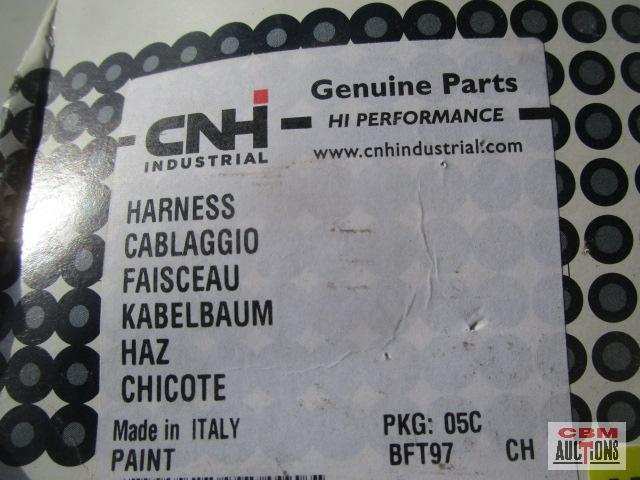 CNH
INDUSTRIAL
Genuine Parts
HI PERFORMANCE
www.cnhindustrial.com
HARNESS
CABLAGGIO
FAISCEAU
KABELBAUM
HAZ
CHICOTE
Made in ITALY PKG: 05C
PAINT BFT97 CH
CBM
AUCTIONS